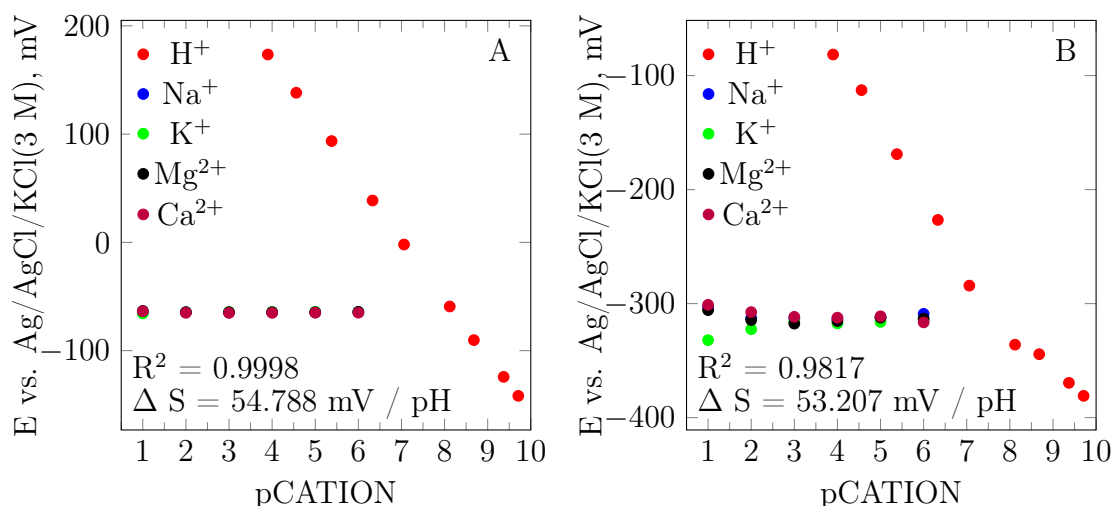 E vs. Ag/AgCl/KCl(3 M), mV
200
100
0
−100
A
H+
Na+
K+
Mg2+
Ca2+
R2 = 0.9998
Δ S = 54.788 mV / pH
1 2 3 4 5 6 7 8 9 10
pCATION
E vs. Ag/AgCl/KCl(3 M), mV
−100
−200
−300
−400
B
H+
Na+
K+
Mg2+
Ca2+
R2 = 0.9817
Δ S = 53.207 mV / pH
1 2 3 4 5 6 7 8 9 10
pCATION